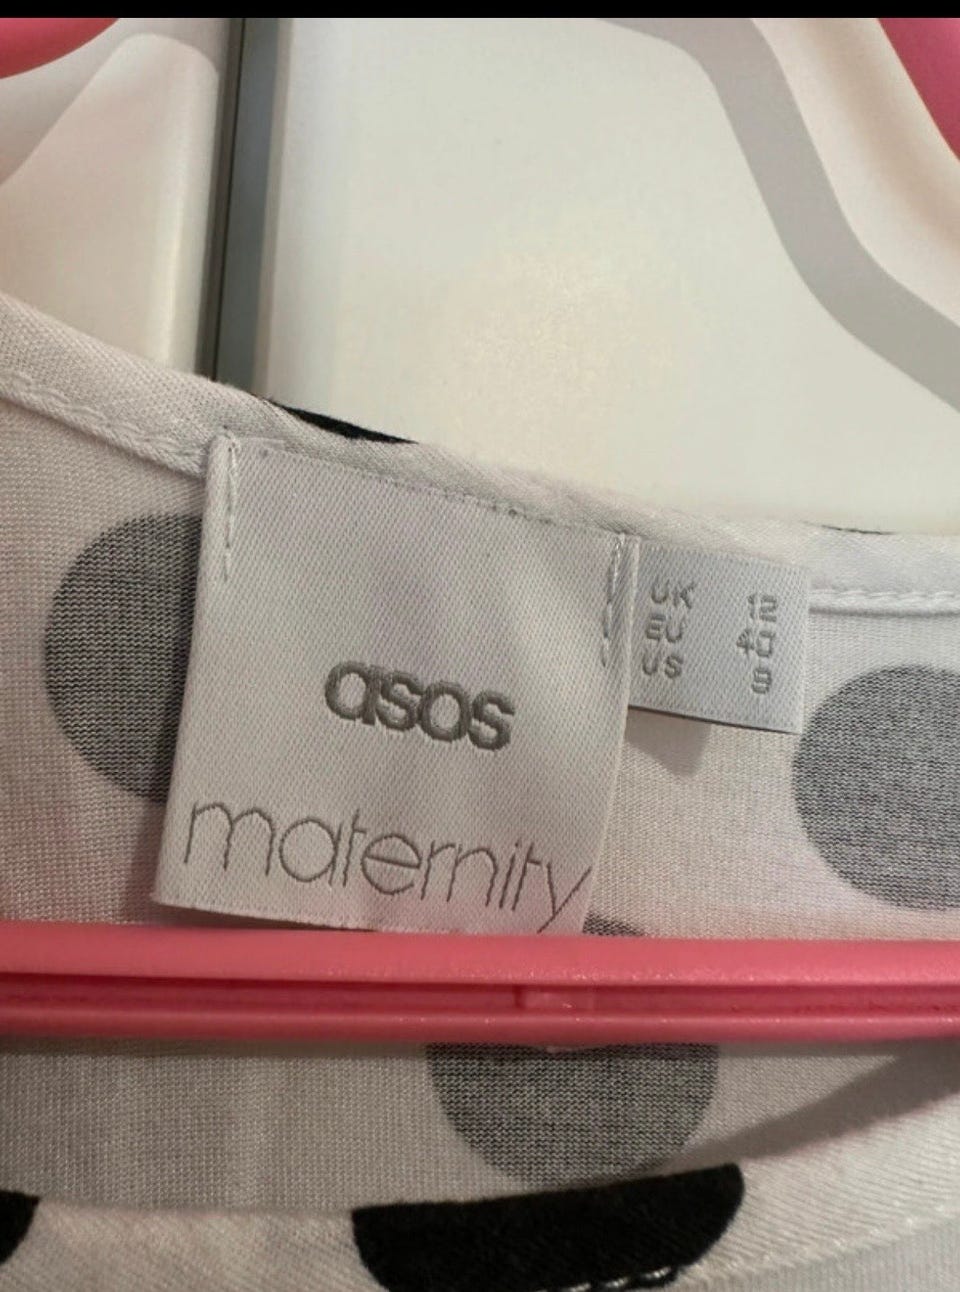 asos
maternity
UK 12
EU 40
US 8